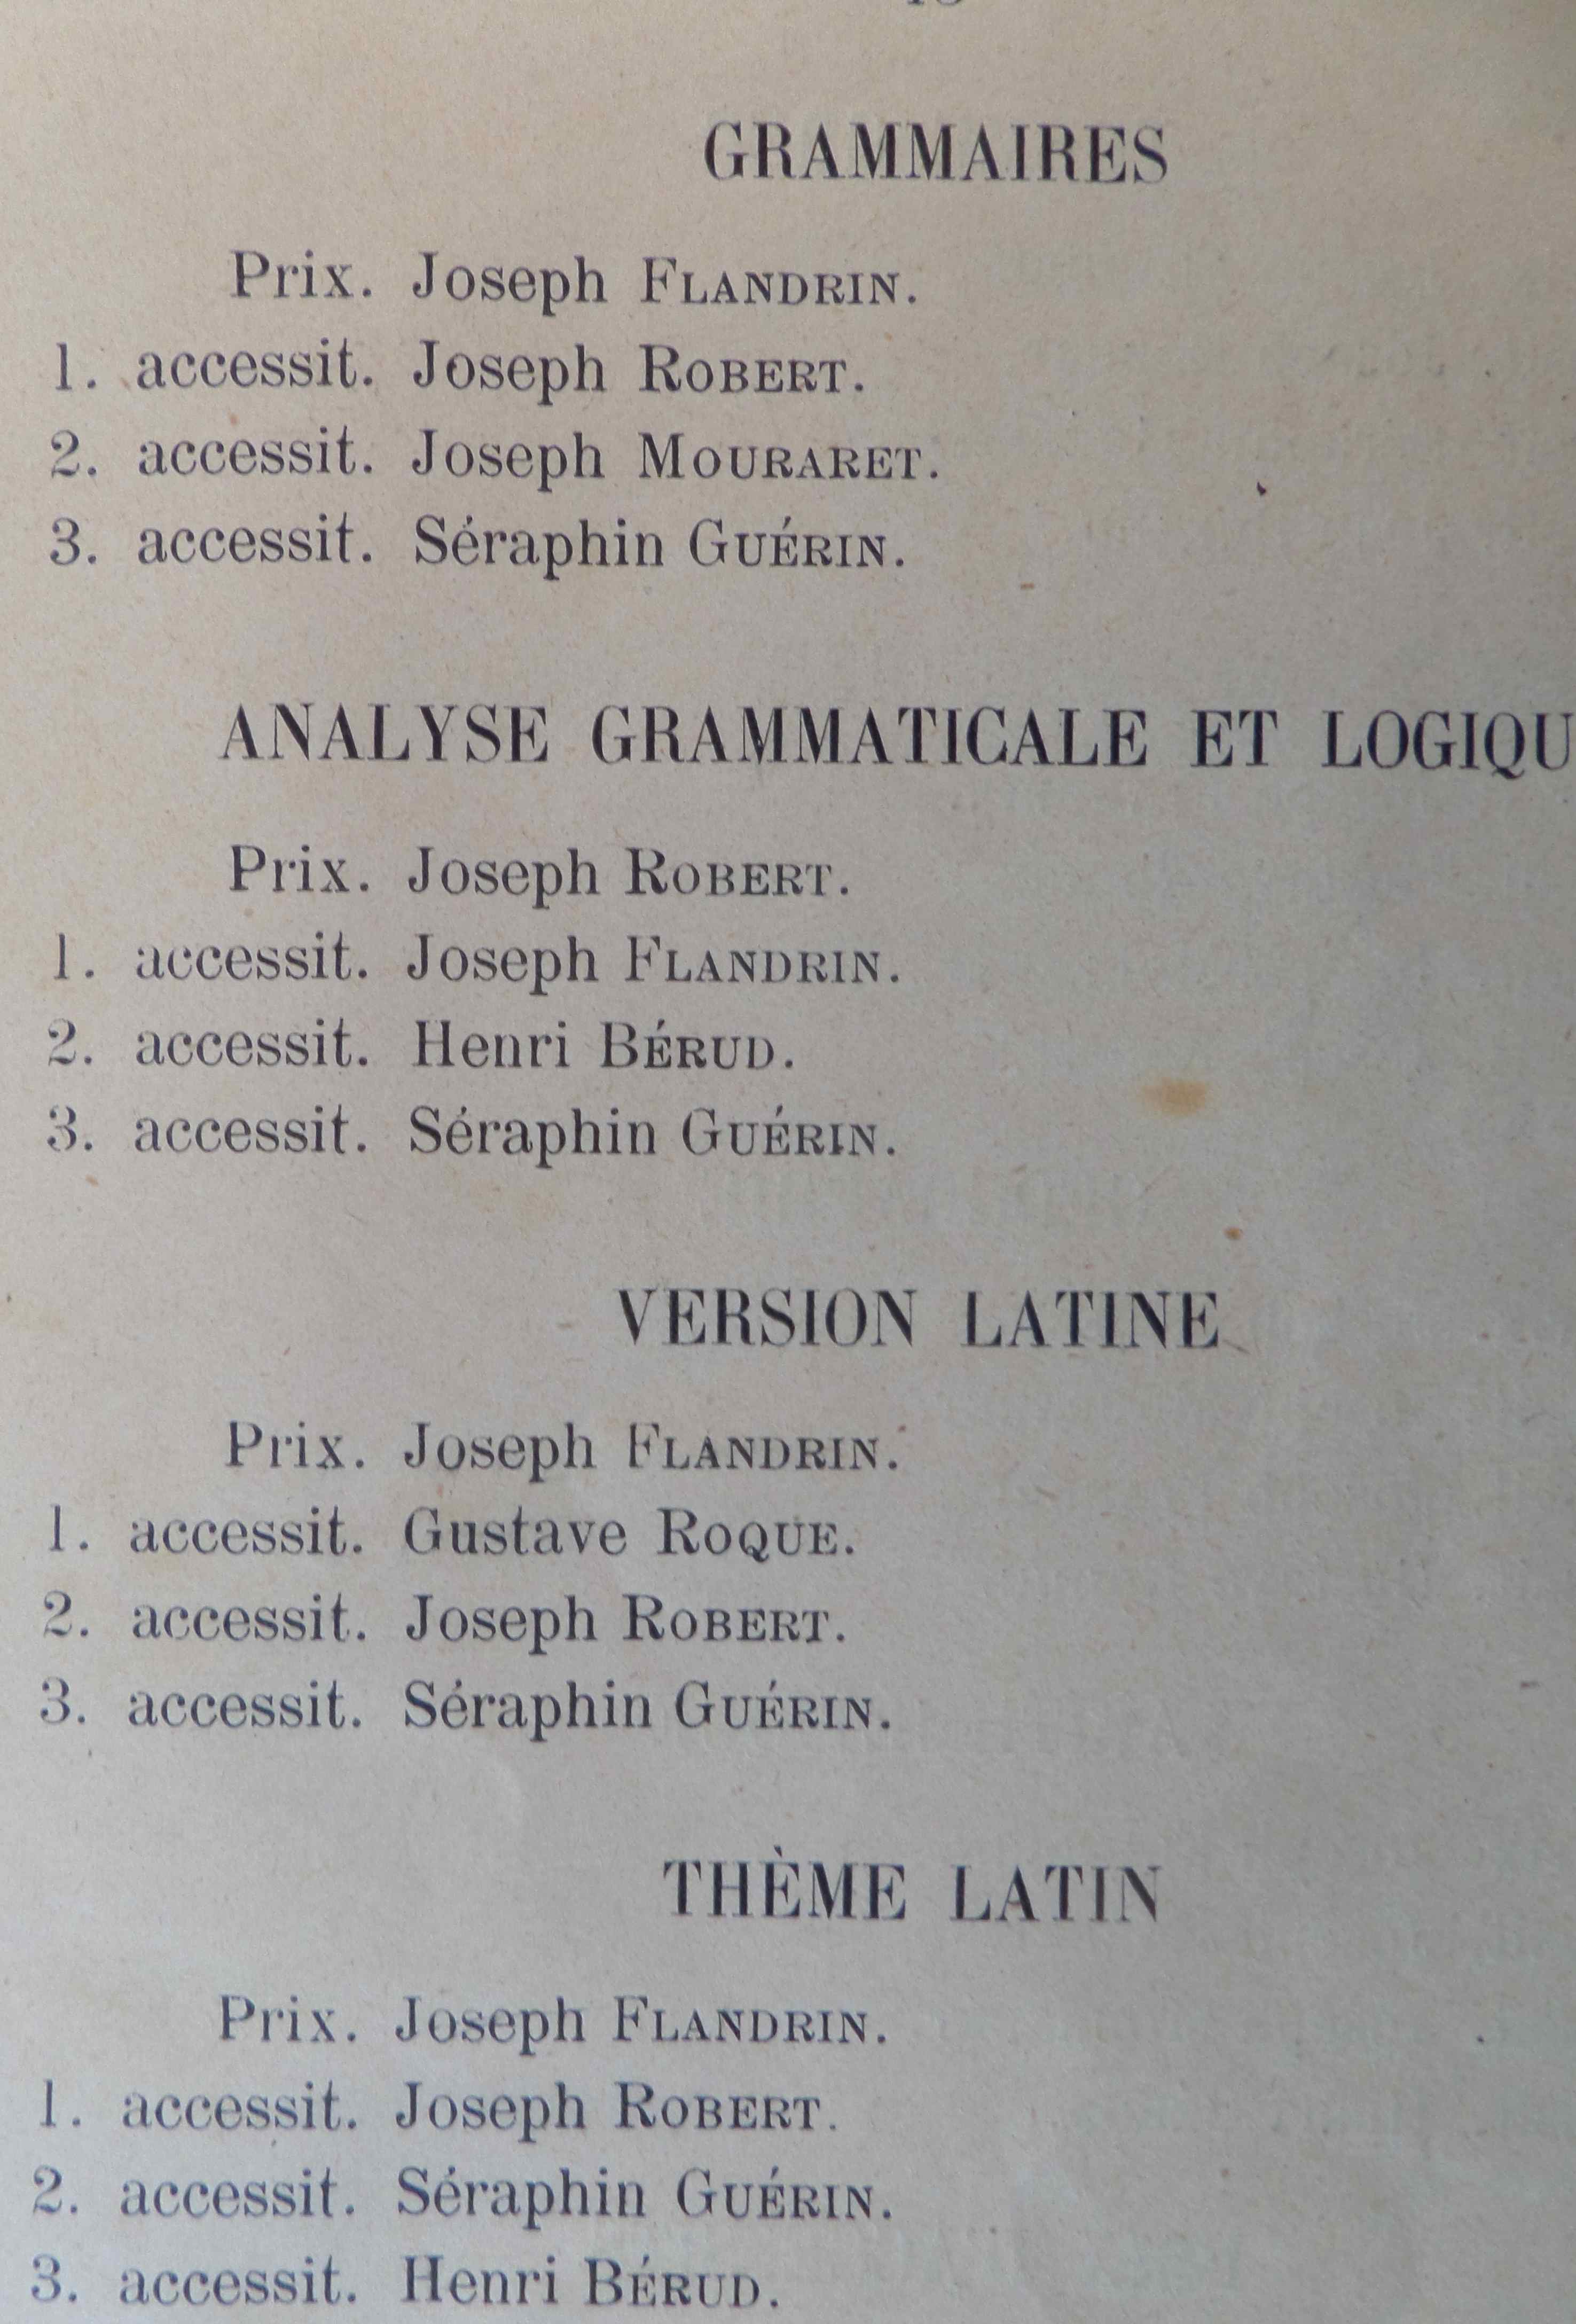 GRAMMAIRES
Prix. Joseph FLANDRIN.
1. accessit. Joseph ROBERT.
2. accessit. Joseph MOURARET.
3. accessit. Séraphin GUÉRIN.
ANALYSE GRAMMATICALE ET LOGIQU
Prix. Joseph ROBERT.
1. accessit. Joseph FLANDRIN.
2. accessit. Henri BÉRUD.
3. accessit. Séraphin GUÉRIN.
VERSION LATINE
Prix. Joseph FLANDRIN.
1. accessit. Gustave ROQUE.
2. accessit. Joseph ROBERT.
3. accessit. Séraphin GUÉRIN.
THÈME LATIN
Prix. Joseph FLANDRIN.
1. accessit. Joseph ROBERT.
2. accessit. Séraphin GUÉRIN.
3. accessit. Henri BÉRUD.